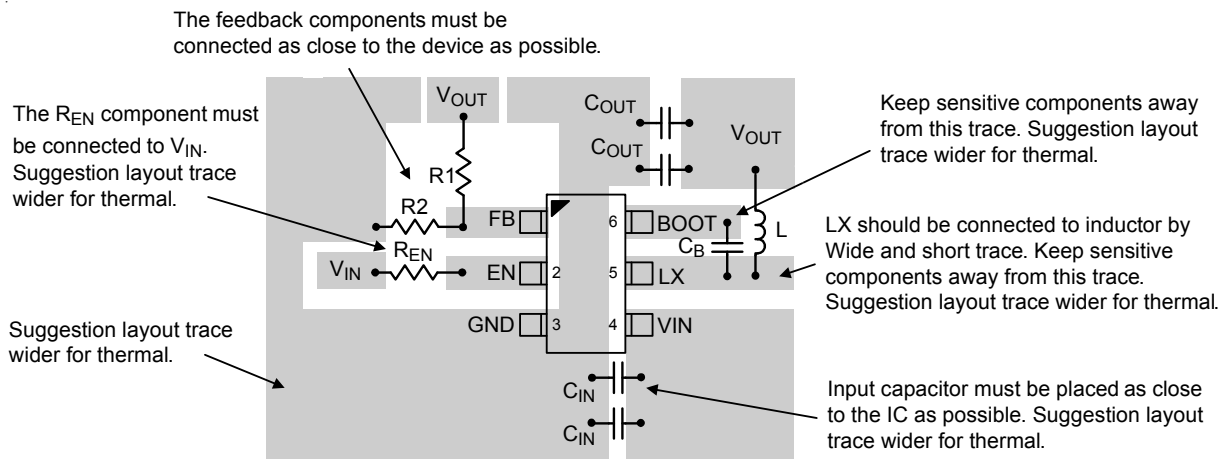 The feedback components must be
connected as close to the device as possible.
The REN component must
be connected to VIN.
Suggestion layout trace
wider for thermal.
VOUT
COUT
COUT
VOUT
Keep sensitive components away
from this trace. Suggestion layout
trace wider for thermal.
R1
R2
FB
6
BOOT
CB
L
REN
VIN
EN
2
5
LX
LX should be connected to inductor by
Wide and short trace. Keep sensitive
components away from this trace.
Suggestion layout trace wider for thermal.
GND
3
4
VIN
Suggestion layout trace
wider for thermal.
CIN
CIN
Input capacitor must be placed as close
to the IC as possible. Suggestion layout
trace wider for thermal.